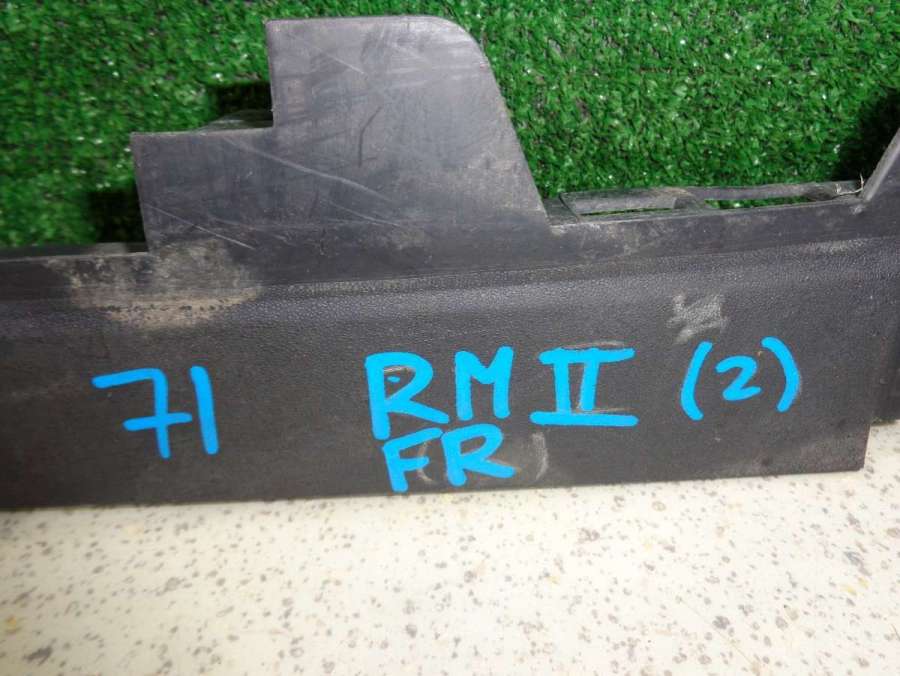 71 RM II (2)
FR